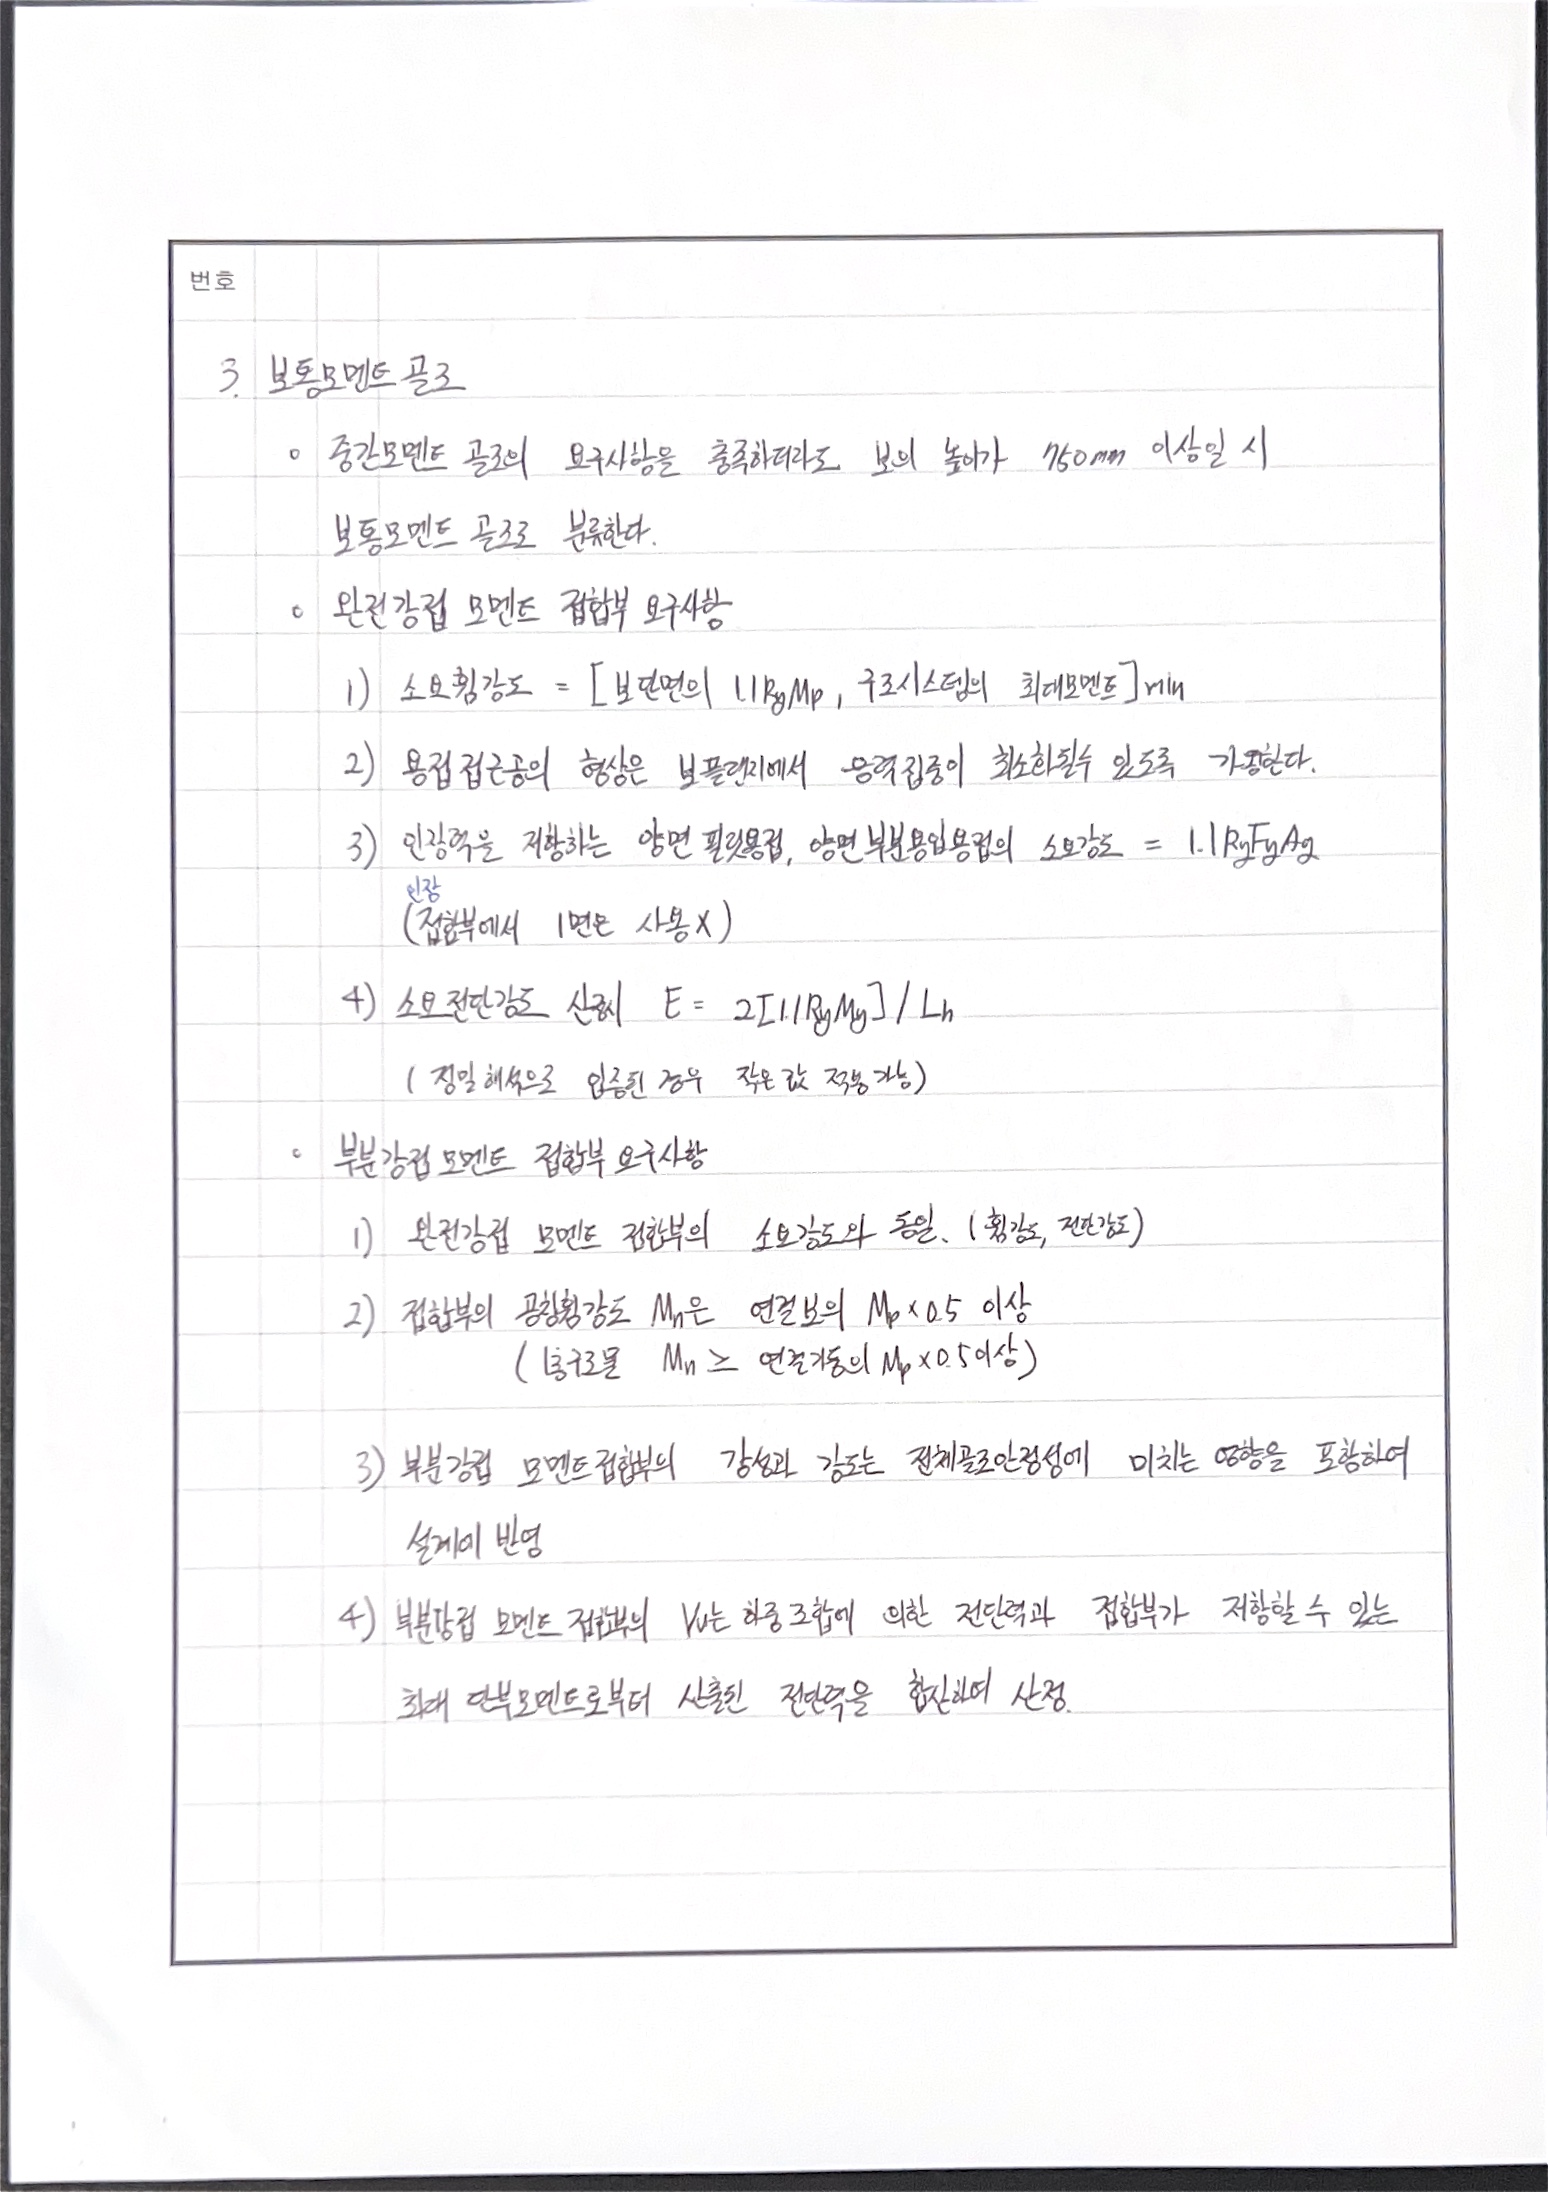 번호
3. 보통모멘트 골조
○ 중간모멘트 골조의 요구사항을 충족하더라도 보의 높이가 750mm 이상일 시
보통모멘트 골조로 분류한다.
○ 완전강접 모멘트 접합부 요구사항
1) 소요휨강도 = [보단면의 1.1RyMp, 구조시스템의 최대모멘트]min
2) 용접접근공의 형상은 보플랜지에서 응력집중이 최소화될수 있도록 가공한다.
3) 인장력을 저항하는 양면 필릿용접, 양면부분용입용접의 소요강도 = 1.1RyFyAg
인장
(접합부에서 1면은 사용X)
4) 소요전단강도 산정시 E = 2[1.1RyMy]/Lh
(정밀해석으로 입증된 경우 작은 값 적용가능)
○ 부분강접 모멘트 접합부 요구사항
1) 완전강접 모멘트 접합부의 소요강도와 동일. (휨강도, 전단강도)
2) 접합부의 공칭휨강도 Mn은 연결보의 Mp×0.5 이상
(1층구조물 Mn ≥ 연결기둥의 Mp×0.5이상)
3) 부분강접 모멘트접합부의 강성과 강도는 전체골조안정성에 미치는 영향을 포함하여
설계에 반영
4) 부분강접 모멘트 접합부의 Vu는 하중조합에 의한 전단력과 접합부가 저항할 수 있는
최대 단부모멘트로부터 산출된 전단력을 합산하여 산정.